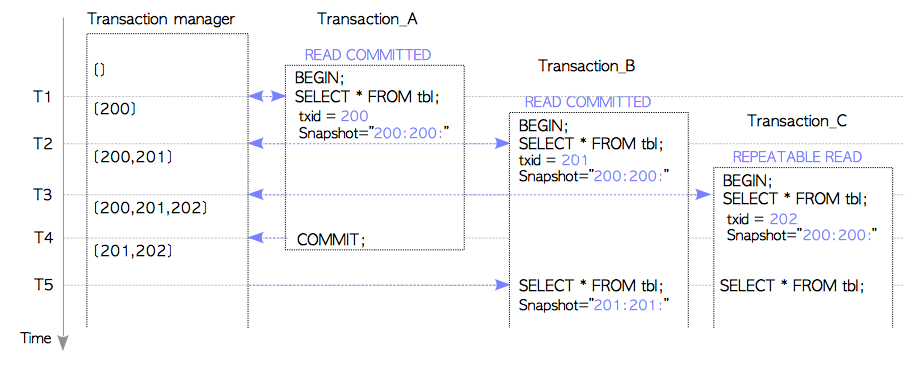 Transaction manager
Transaction_A
READ COMMITTED
Transaction_B
()
BEGIN;
T1
SELECT * FROM tbl;
READ COMMITTED
(200)
txid = 200
Transaction_C
Snapshot="200:200:"
BEGIN;
T2
SELECT * FROM tbl;
(200,201)
txid = 201
REPEATABLE READ
Snapshot="200:200:"
BEGIN;
T3
SELECT * FROM tbl;
(200,201,202)
txid = 202
Snapshot="200:200:"
T4
COMMIT;
(201,202)
T5
SELECT * FROM tbl;
SELECT * FROM tbl;
Snapshot="201:201:"
Time